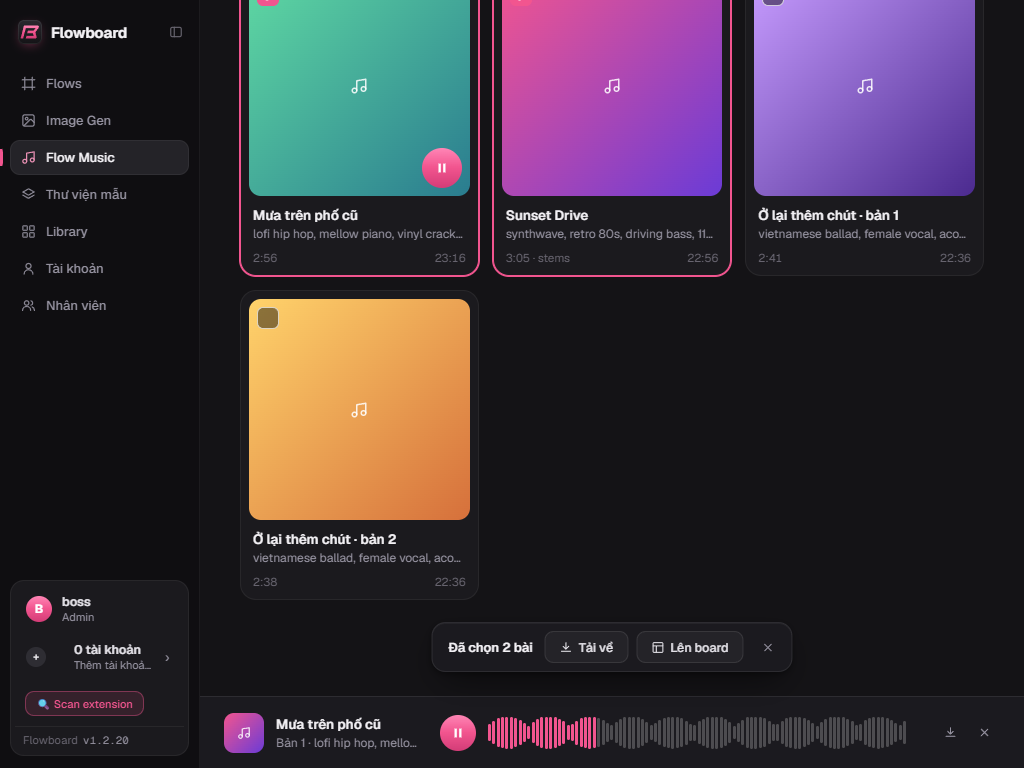 Flowboard
Flows
Image Gen
Flow Music
Thư viện mẫu
Library
Tài khoản
Nhân viên
Mưa trên phố cũ
lofi hip hop, mellow piano, vinyl crack...
2:56 23:16
Sunset Drive
synthwave, retro 80s, driving bass, 11...
3:05 · stems 22:56
Ở lại thêm chút · bản 1
vietnamese ballad, female vocal, aco...
2:41 22:36
Ở lại thêm chút · bản 2
vietnamese ballad, female vocal, aco...
2:38 22:36
B
boss
Admin
0 tài khoản
Thêm tài khoả...
Scan extension
Flowboard v1.2.20
Đã chọn 2 bài
Tải về
Lên board
Mưa trên phố cũ
Bản 1 · lofi hip hop, mello...